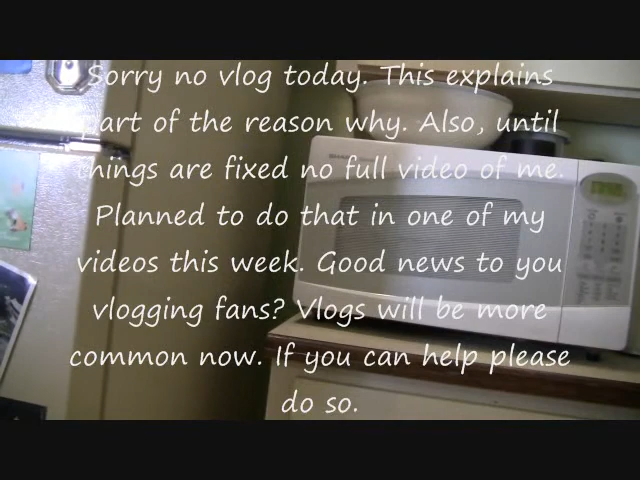 Sorry no vlog today. This explains
part of the reason why. Also, until
things are fixed no full video of me.
Planned to do that in one of my
videos this week. Good news to you
vlogging fans? Vlogs will be more
common now. If you can help please
do so.